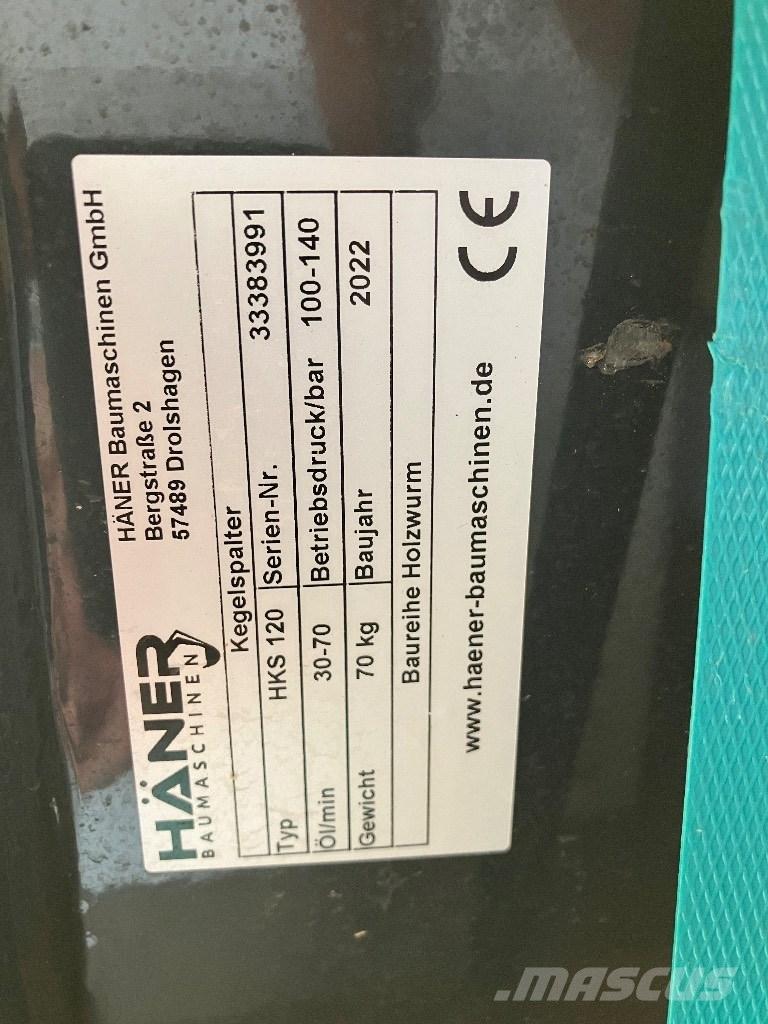 HÄNER
BAUMASCHINEN
HÄNER Baumaschinen GmbH
Bergstraße 2
57489 Drolshagen
Kegelspalter
Typ HKS 120 Serien-Nr. 33383991
Öl/min 30-70 Betriebsdruck/bar 100-140
Gewicht 70 kg Baujahr 2022
Baureihe Holzwurm
www.haener-baumaschinen.de CE
MASCUS